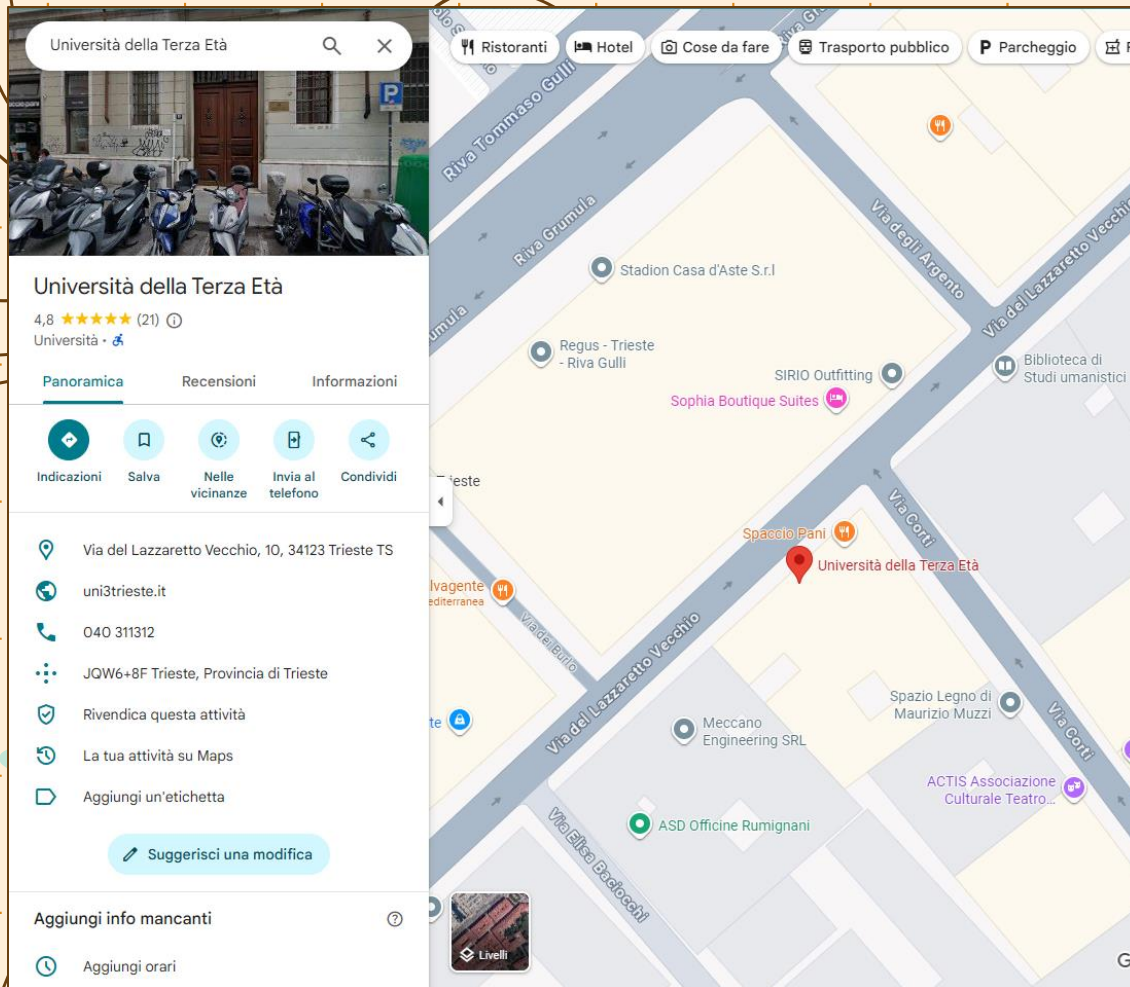 Università della Terza Età
P
Università della Terza Età
4,8 (21)
Università
Panoramica Recensioni Informazioni
Indicazioni
Salva
Nelle
vicinanze
Invia al
telefono
Condividi
Via del Lazzaretto Vecchio, 10, 34123 Trieste TS
uni3trieste.it
040 311312
JQW6+8F Trieste, Provincia di Trieste
Rivendica questa attività
La tua attività su Maps
Aggiungi un'etichetta
Suggerisci una modifica
Aggiungi info mancanti
Aggiungi orari
Ristoranti
Hotel
Cose da fare
Trasporto pubblico
P Parcheggio
Riva Tommaso Gulli
Riva Grumula
umula
Via degli Argento
Via del Lazzaretto Vecchio
Stadion Casa d'Aste S.r.l
Regus - Trieste
- Riva Gulli
SIRIO Outfitting
Sophia Boutique Suites
Biblioteca di
Studi umanistici
ieste
Spaccio Pani
Università della Terza Età
Via Corti
lvagente
editerranea
Via del Burlo
Via del Lazzaretto Vecchio
te
Meccano
Engineering SRL
Spazio Legno di
Maurizio Muzzi
Via Corti
ACTIS Associazione
Culturale Teatro...
ASD Officine Rumignani
Via Elisa Baciocchi
Livelli
G